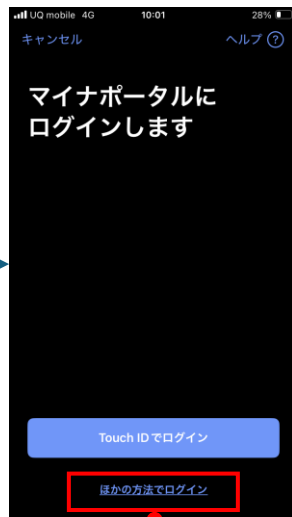 UQ mobile 4G 10:01 28%
キャンセル ヘルプ ?
マイナポータルに
ログインします
Touch IDでログイン
ほかの方法でログイン